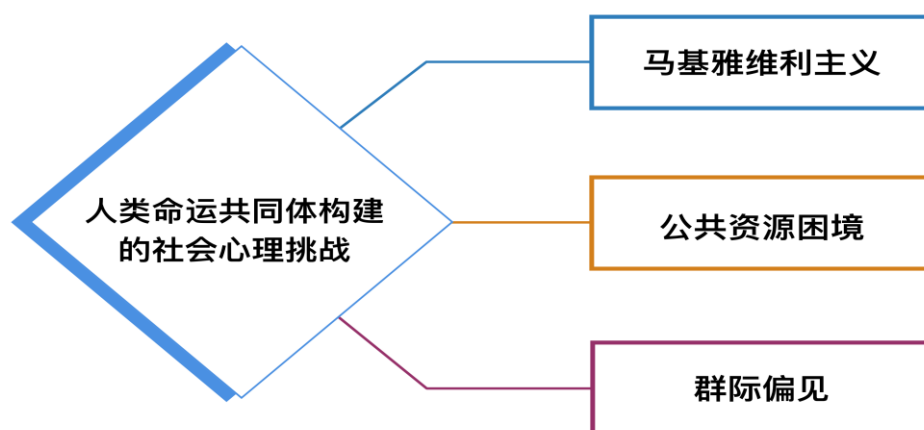 人类命运共同体构建
的社会心理挑战
马基雅维利主义
公共资源困境
群际偏见